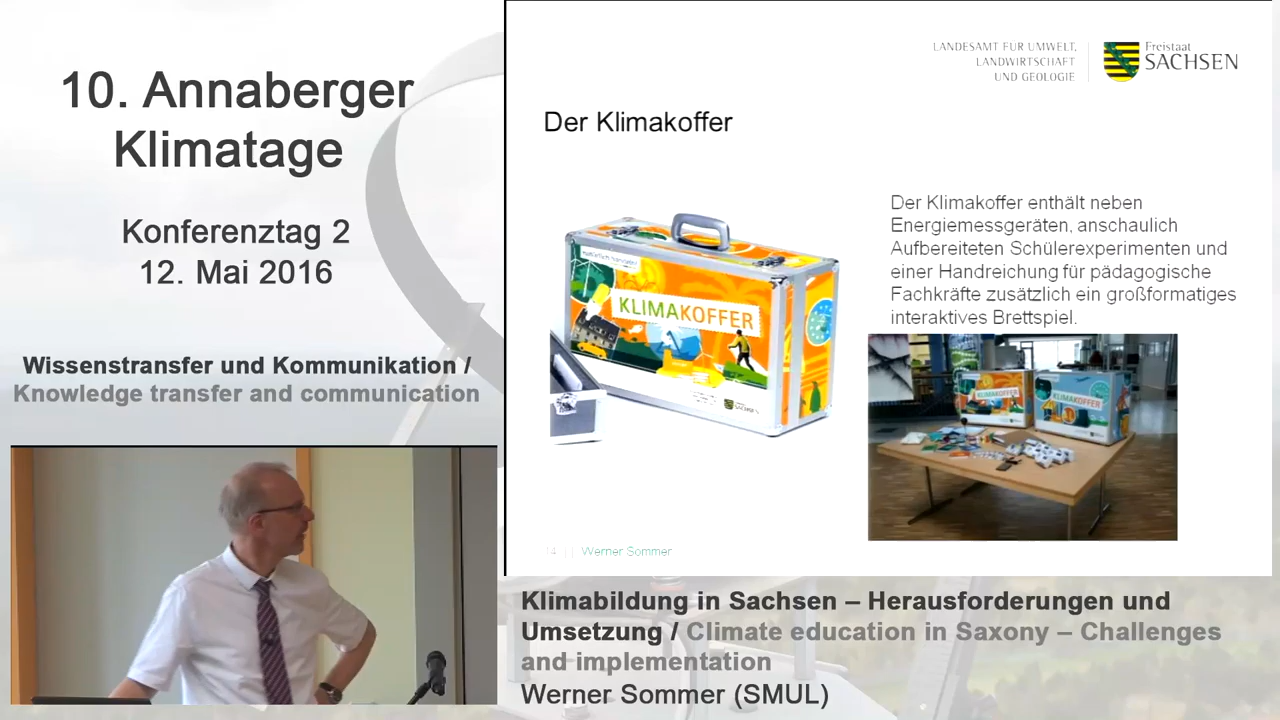 10. Annaberger
Klimatage
Konferenztag 2
12. Mai 2016
Wissenstransfer und Kommunikation /
Knowledge transfer and communication
LANDESAMT FÜR UMWELT,
LANDWIRTSCHAFT
UND GEOLOGIE
Freistaat
SACHSEN
Der Klimakoffer
KLIMAKOFFER
SACHSEN
Der Klimakoffer enthält neben
Energiemessgeräten, anschaulich
Aufbereiteten Schülerexperimenten und
einer Handreichung für pädagogische
Fachkräfte zusätzlich ein großformatiges
interaktives Brettspiel.
KLIMAKOFFER
KLIMAKOFFER
14 || Werner Sommer
Klimabildung in Sachsen – Herausforderungen und
Umsetzung / Climate education in Saxony – Challenges
and implementation
Werner Sommer (SMUL)